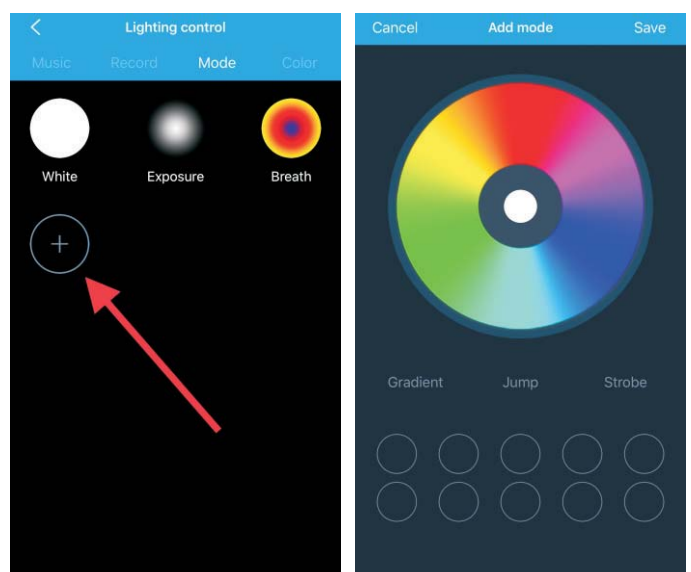 Lighting control
Music Record Mode Color
White Exposure Breath
Cancel Add mode Save
Gradient Jump Strobe